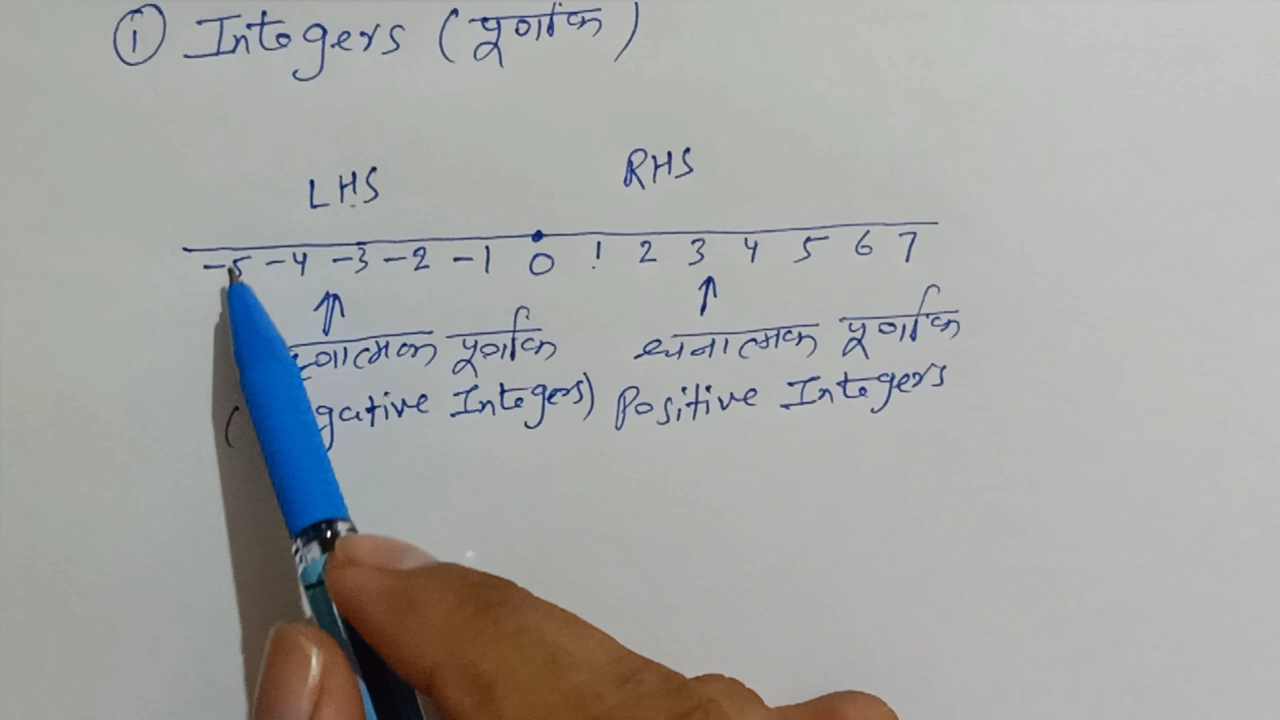 ① Integers (पूर्णांक)
LHS RHS
-5 -4 -3 -2 -1 0 1 2 3 4 5 6 7
पूर्णांक धनात्मक पूर्णांक
Integers) Positive Integers